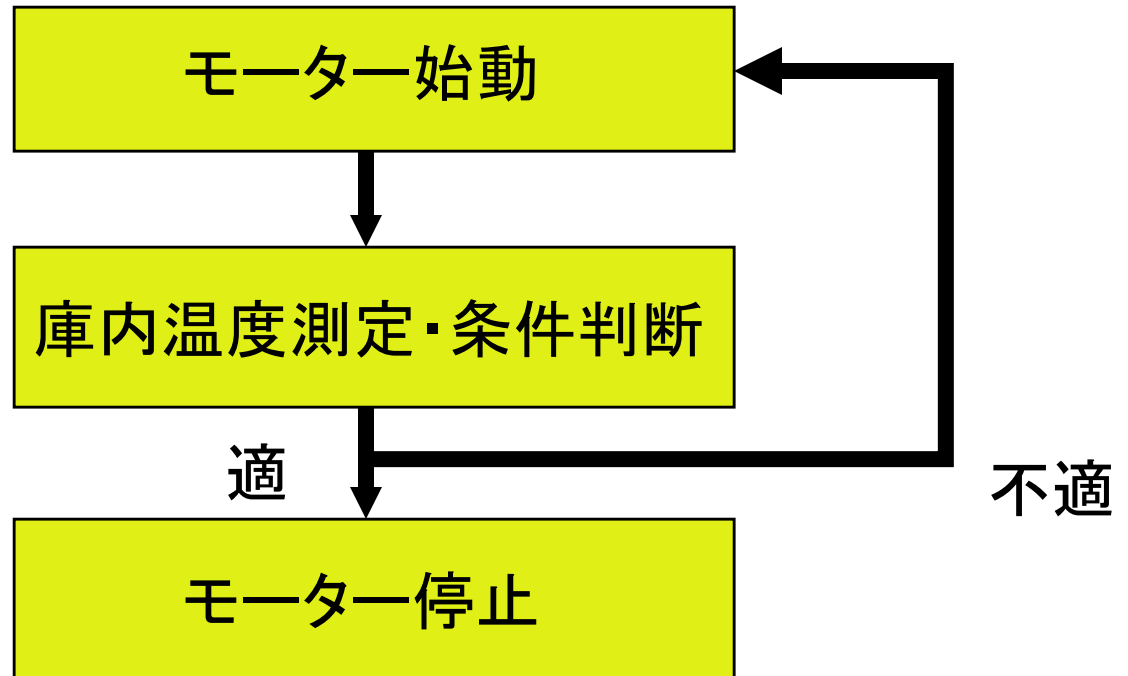 モーター始動
庫内温度測定・条件判断
適
不適
モーター停止